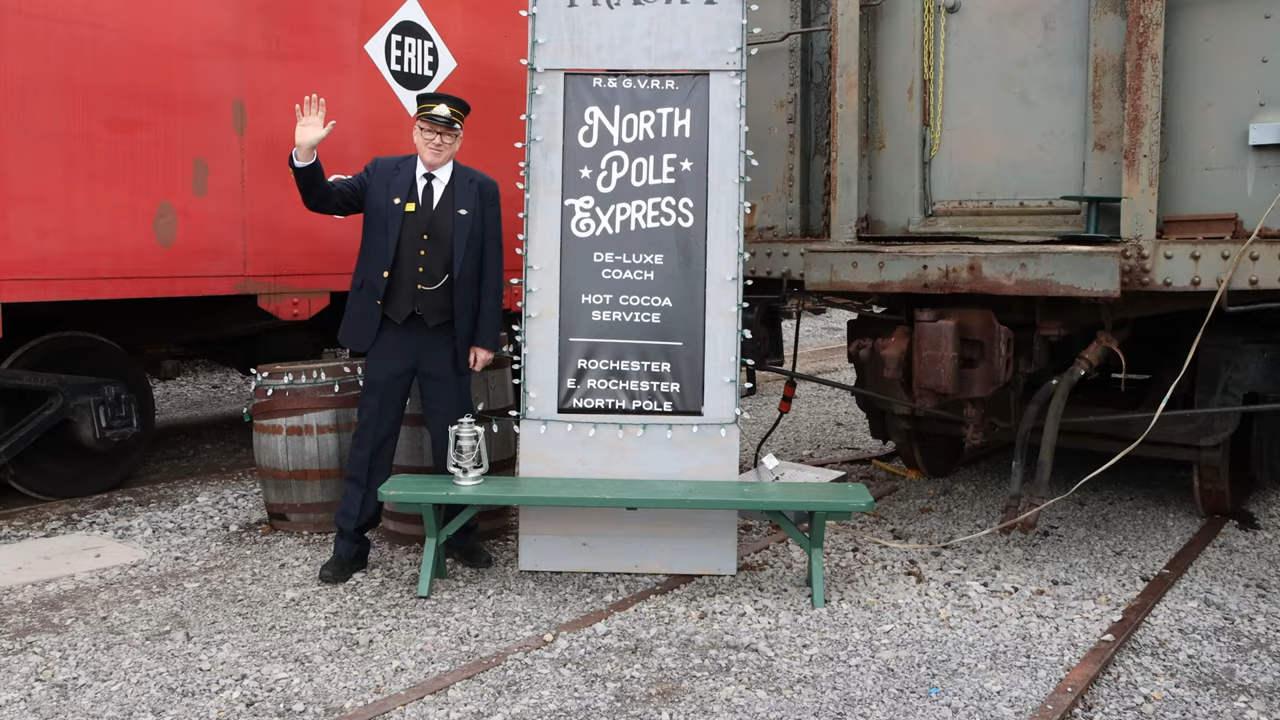 ERIE
R.& G.V.R.R.
NORTH
POLE
EXPRESS
DE-LUXE
COACH
HOT COCOA
SERVICE
ROCHESTER
E. ROCHESTER
NORTH POLE